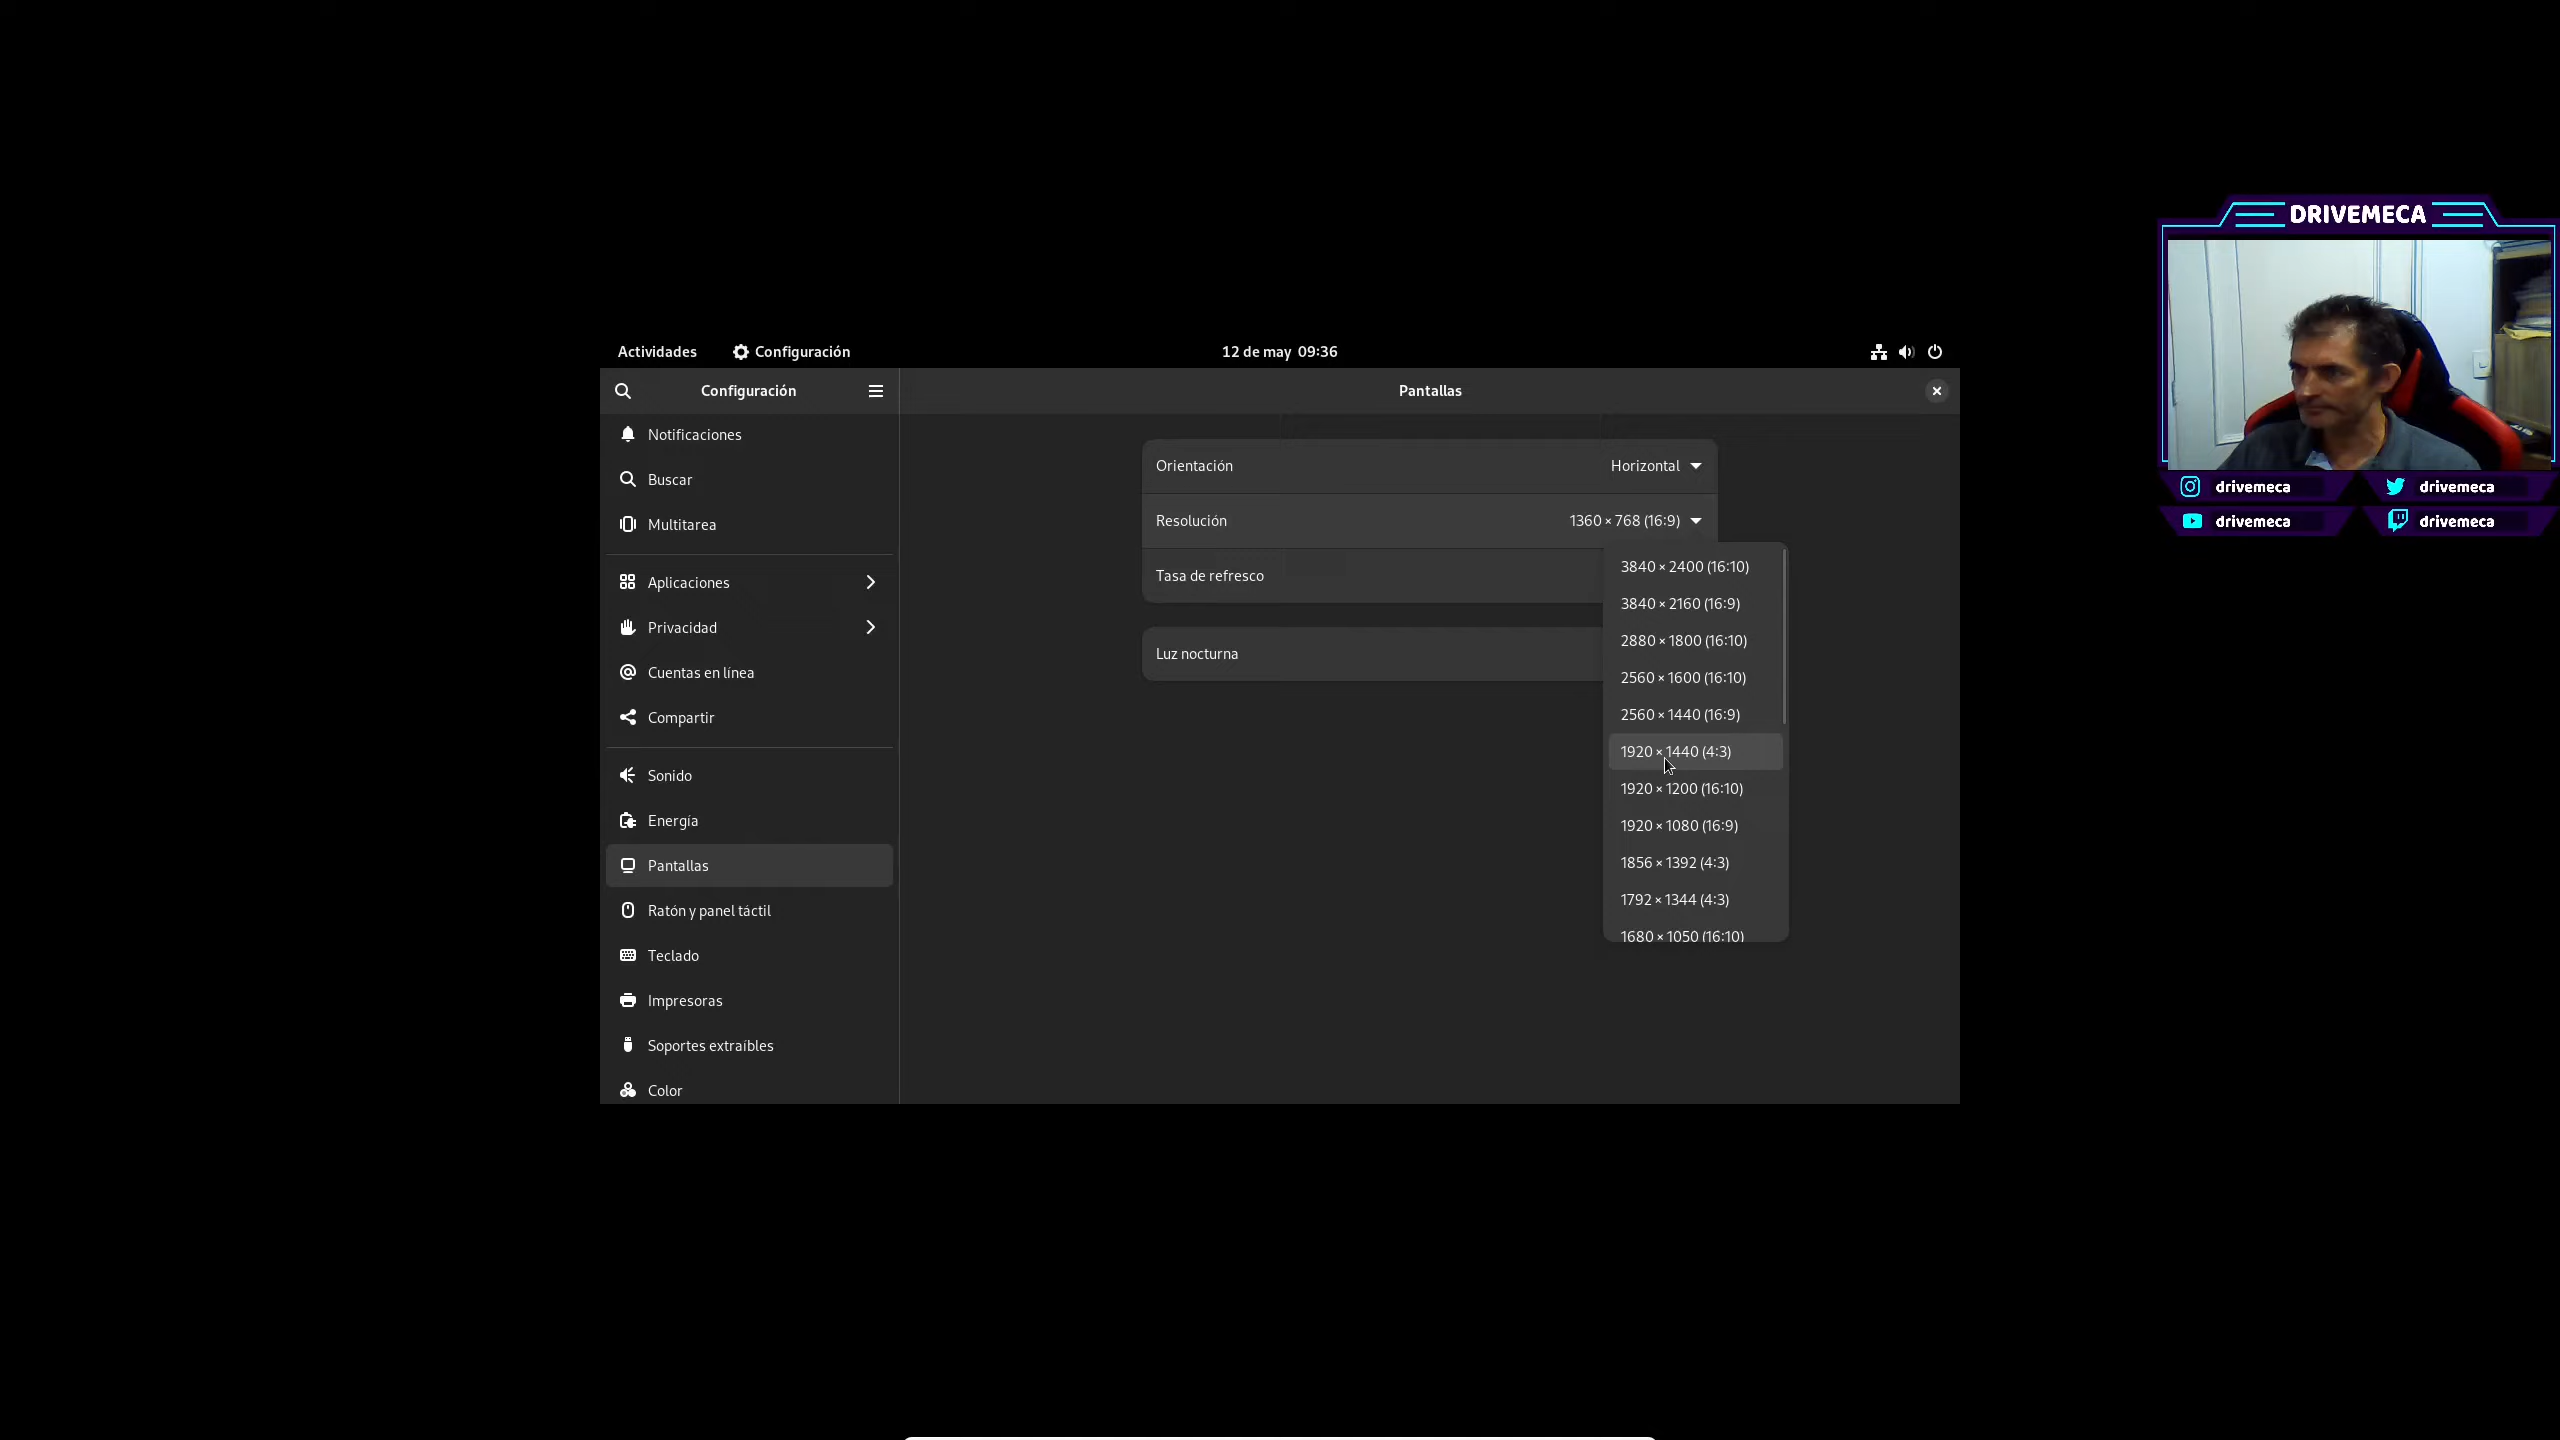 Actividades
Configuración
12 de may 09:36
Configuración
Pantallas
Notificaciones
Buscar
Multitarea
Aplicaciones
Privacidad
Cuentas en línea
Compartir
Sonido
Energía
Pantallas
Ratón y panel táctil
Teclado
Impresoras
Soportes extraíbles
Color
Orientación
Horizontal
Resolución
1360 × 768 (16:9)
Tasa de refresco
Luz nocturna
3840 × 2400 (16:10)
3840 × 2160 (16:9)
2880 × 1800 (16:10)
2560 × 1600 (16:10)
2560 × 1440 (16:9)
1920 × 1440 (4:3)
1920 × 1200 (16:10)
1920 × 1080 (16:9)
1856 × 1392 (4:3)
1792 × 1344 (4:3)
1680 × 1050 (16:10)
DRIVEMECA
drivemeca
drivemeca
drivemeca
drivemeca